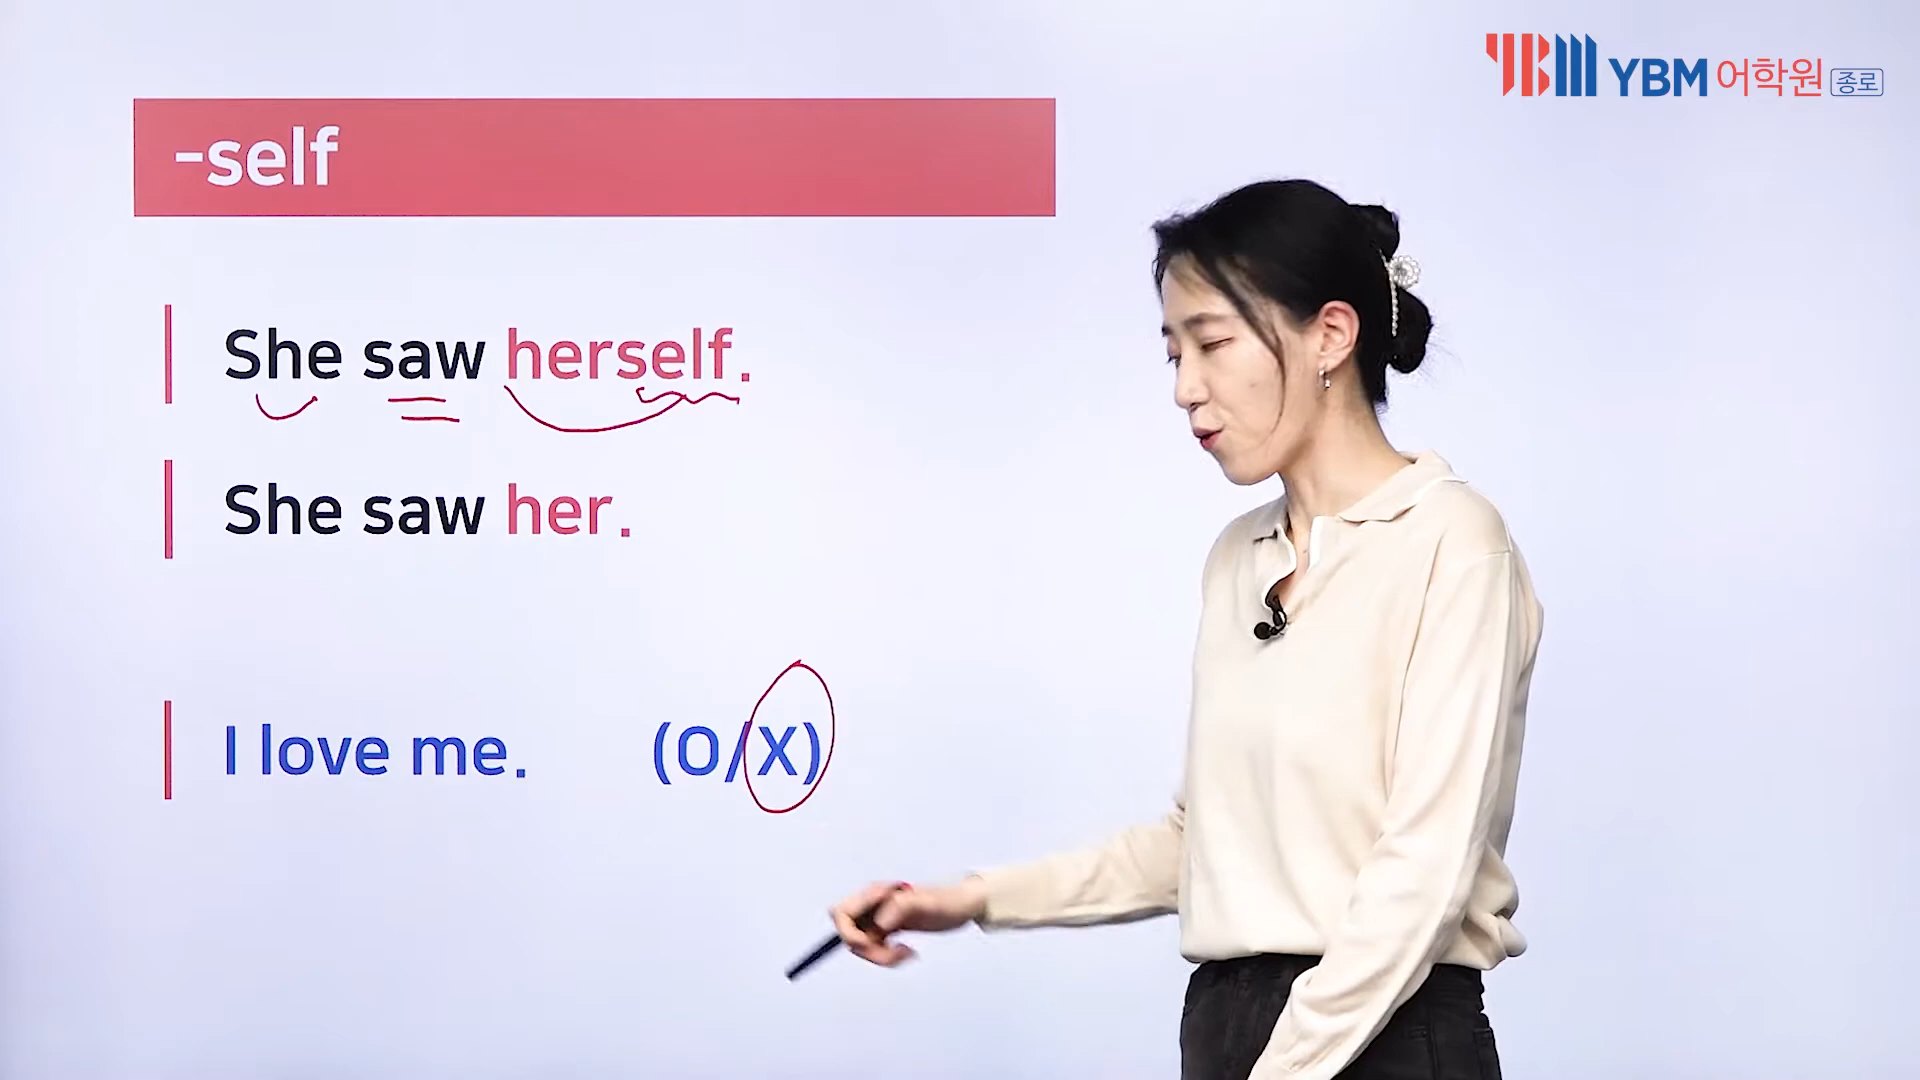 YBM 어학원 종로
-self
She saw herself.
She saw her.
I love me. (O/X)